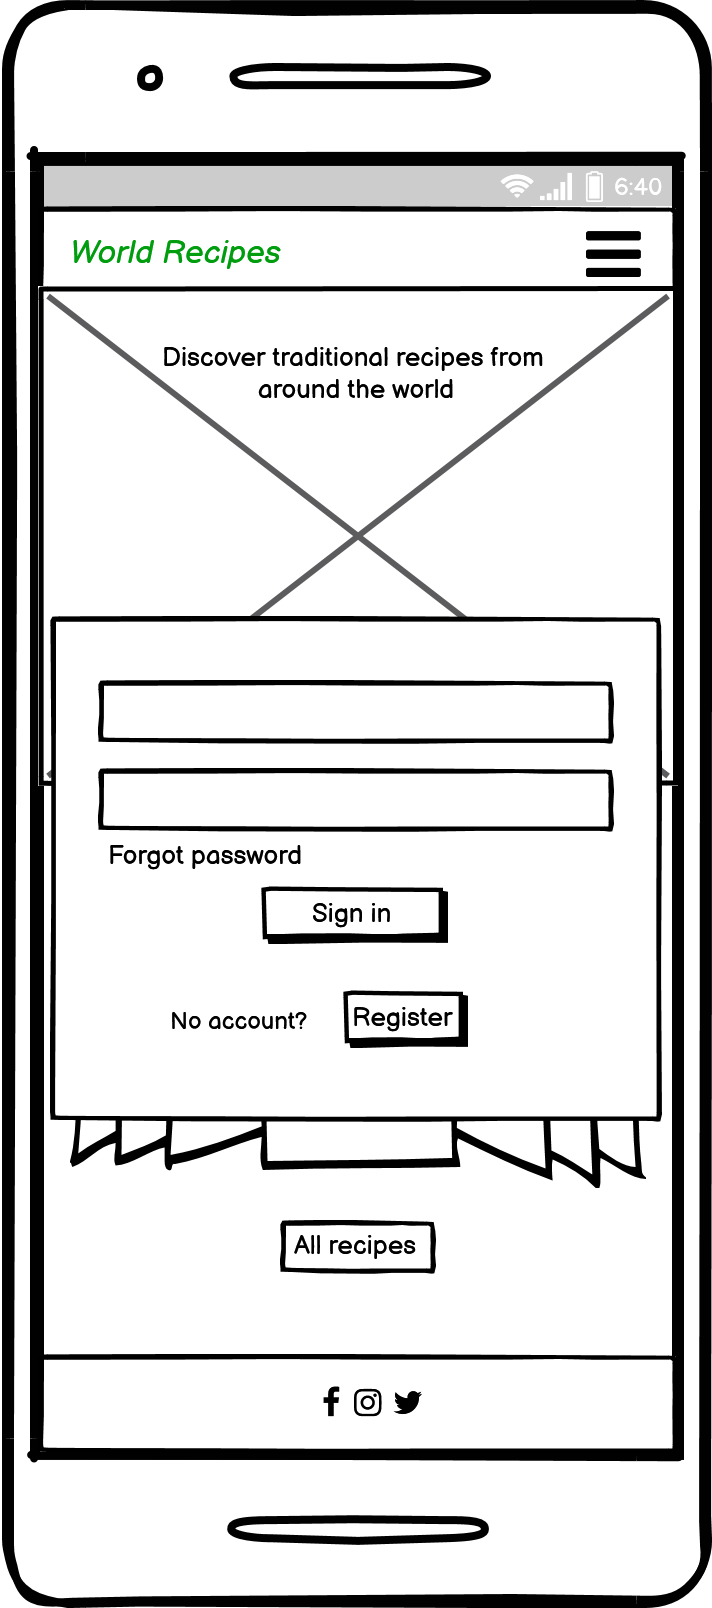 6:40
World Recipes
Discover traditional recipes from
around the world
Forgot password
Sign in
No account? Register
All recipes